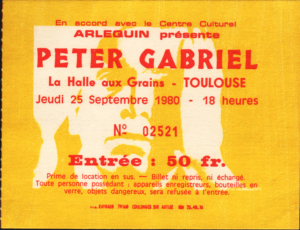 En accord avec le Centre Culturel
ARLEQUIN présente
PETER GABRIEL
La Halle aux Grains - TOULOUSE
Jeudi 25 Septembre 1980 - 18 heures
Nº 02521
Entrée : 50 fr.
Prime de location en sus. — Billet ni repris, ni échangé.
Toute personne possédant : appareils enregistreurs, bouteilles en
verre, objets dangereux, sera refusée à l'entrée.